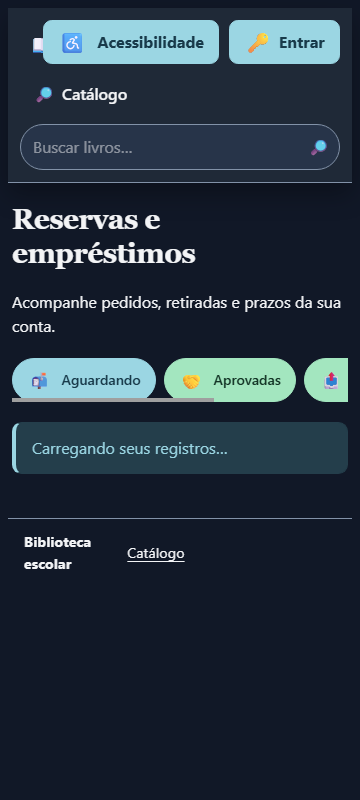 Acessibilidade
Entrar
Catálogo
Buscar livros...
Reservas e
empréstimos
Acompanhe pedidos, retiradas e prazos da sua
conta.
Aguardando
Aprovadas
Carregando seus registros...
Biblioteca
escolar
Catálogo